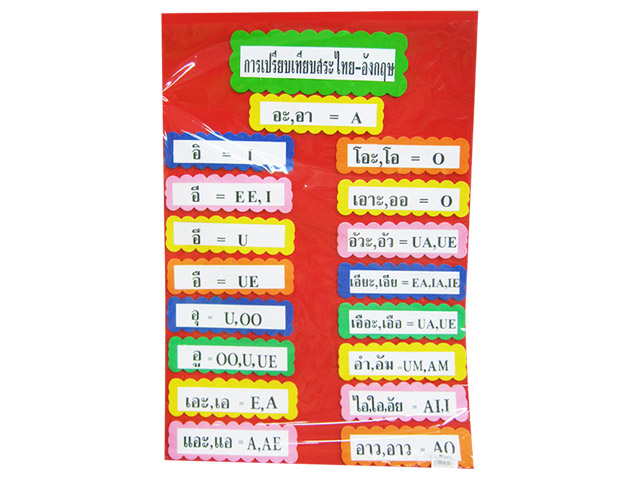 การเปรียบเทียบสระไทย-อังกฤษ
อะ,อา = A
อิ = I
อี = EE, I
อึ = U
อื = UE
อุ = U,OO
อู = OO,U,UE
เอะ,เอ = E,A
แอะ,แอ = A,AE
โอะ,โอ = O
เอาะ,ออ = O
อัวะ,อัว = UA,UE
เอียะ,เอีย = EA,IA,IE
เอือะ,เอือ = UA,UE
อำ,อัม =UM,AM
ไอ,ใอ,อัย = AI,I
อาว,อาว = AO